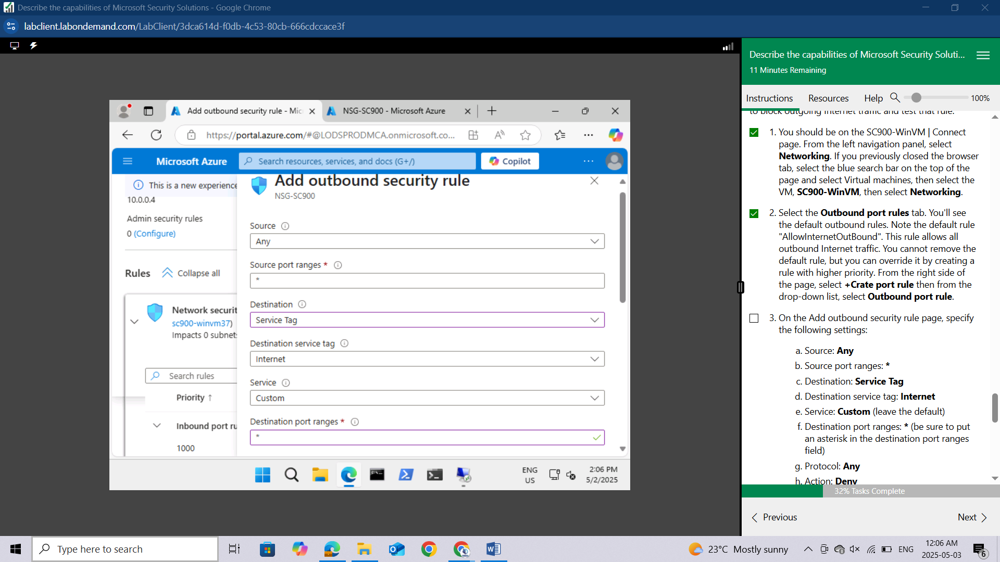 Describe the capabilities of Microsoft Security Solutions - Google Chrome
labclient.labondemand.com/LabClient/3dca614d-f0db-4c53-80cb-666cdccace3f
Add outbound security rule - Mic
NSG-SC900 - Microsoft Azure
https://portal.azure.com/#@LODSPRODMCA.onmicrosoft.co...
Microsoft Azure
Search resources, services, and docs (G+/)
Copilot
This is a new experience
10.0.0.4
Admin security rules
0 (Configure)
Rules
Collapse all
Network securit
sc900-winvm37)
Impacts 0 subnet
Search rules
Priority ↑
Inbound port ru
1000
Add outbound security rule
NSG-SC900
Source
Any
Source port ranges *
*
Destination
Service Tag
Destination service tag
Internet
Service
Custom
Destination port ranges *
*
ENG
US
2:06 PM
5/2/2025
Describe the capabilities of Microsoft Security Soluti...
11 Minutes Remaining
Instructions
Resources
Help
100%
to block outgoing Internet traffic and test that rule.
1. You should be on the SC900-WinVM | Connect
page. From the left navigation panel, select
Networking. If you previously closed the browser
tab, select the blue search bar on the top of the
page and select Virtual machines, then select the
VM, SC900-WinVM, then select Networking.
2. Select the Outbound port rules tab. You'll see
the default outbound rules. Note the default rule
"AllowInternetOutBound". This rule allows all
outbound Internet traffic. You cannot remove the
default rule, but you can override it by creating a
rule with higher priority. From the right side of
the page, select +Crate port rule then from the
drop-down list, select Outbound port rule.
3. On the Add outbound security rule page, specify
the following settings:
a. Source: Any
b. Source port ranges: *
c. Destination: Service Tag
d. Destination service tag: Internet
e. Service: Custom (leave the default)
f. Destination port ranges: * (be sure to put
an asterisk in the destination port ranges
field)
g. Protocol: Any
h. Action: Deny
32% Tasks Complete
Previous
Next
Type here to search
23°C Mostly sunny
ENG
12:06 AM
2025-05-03
6